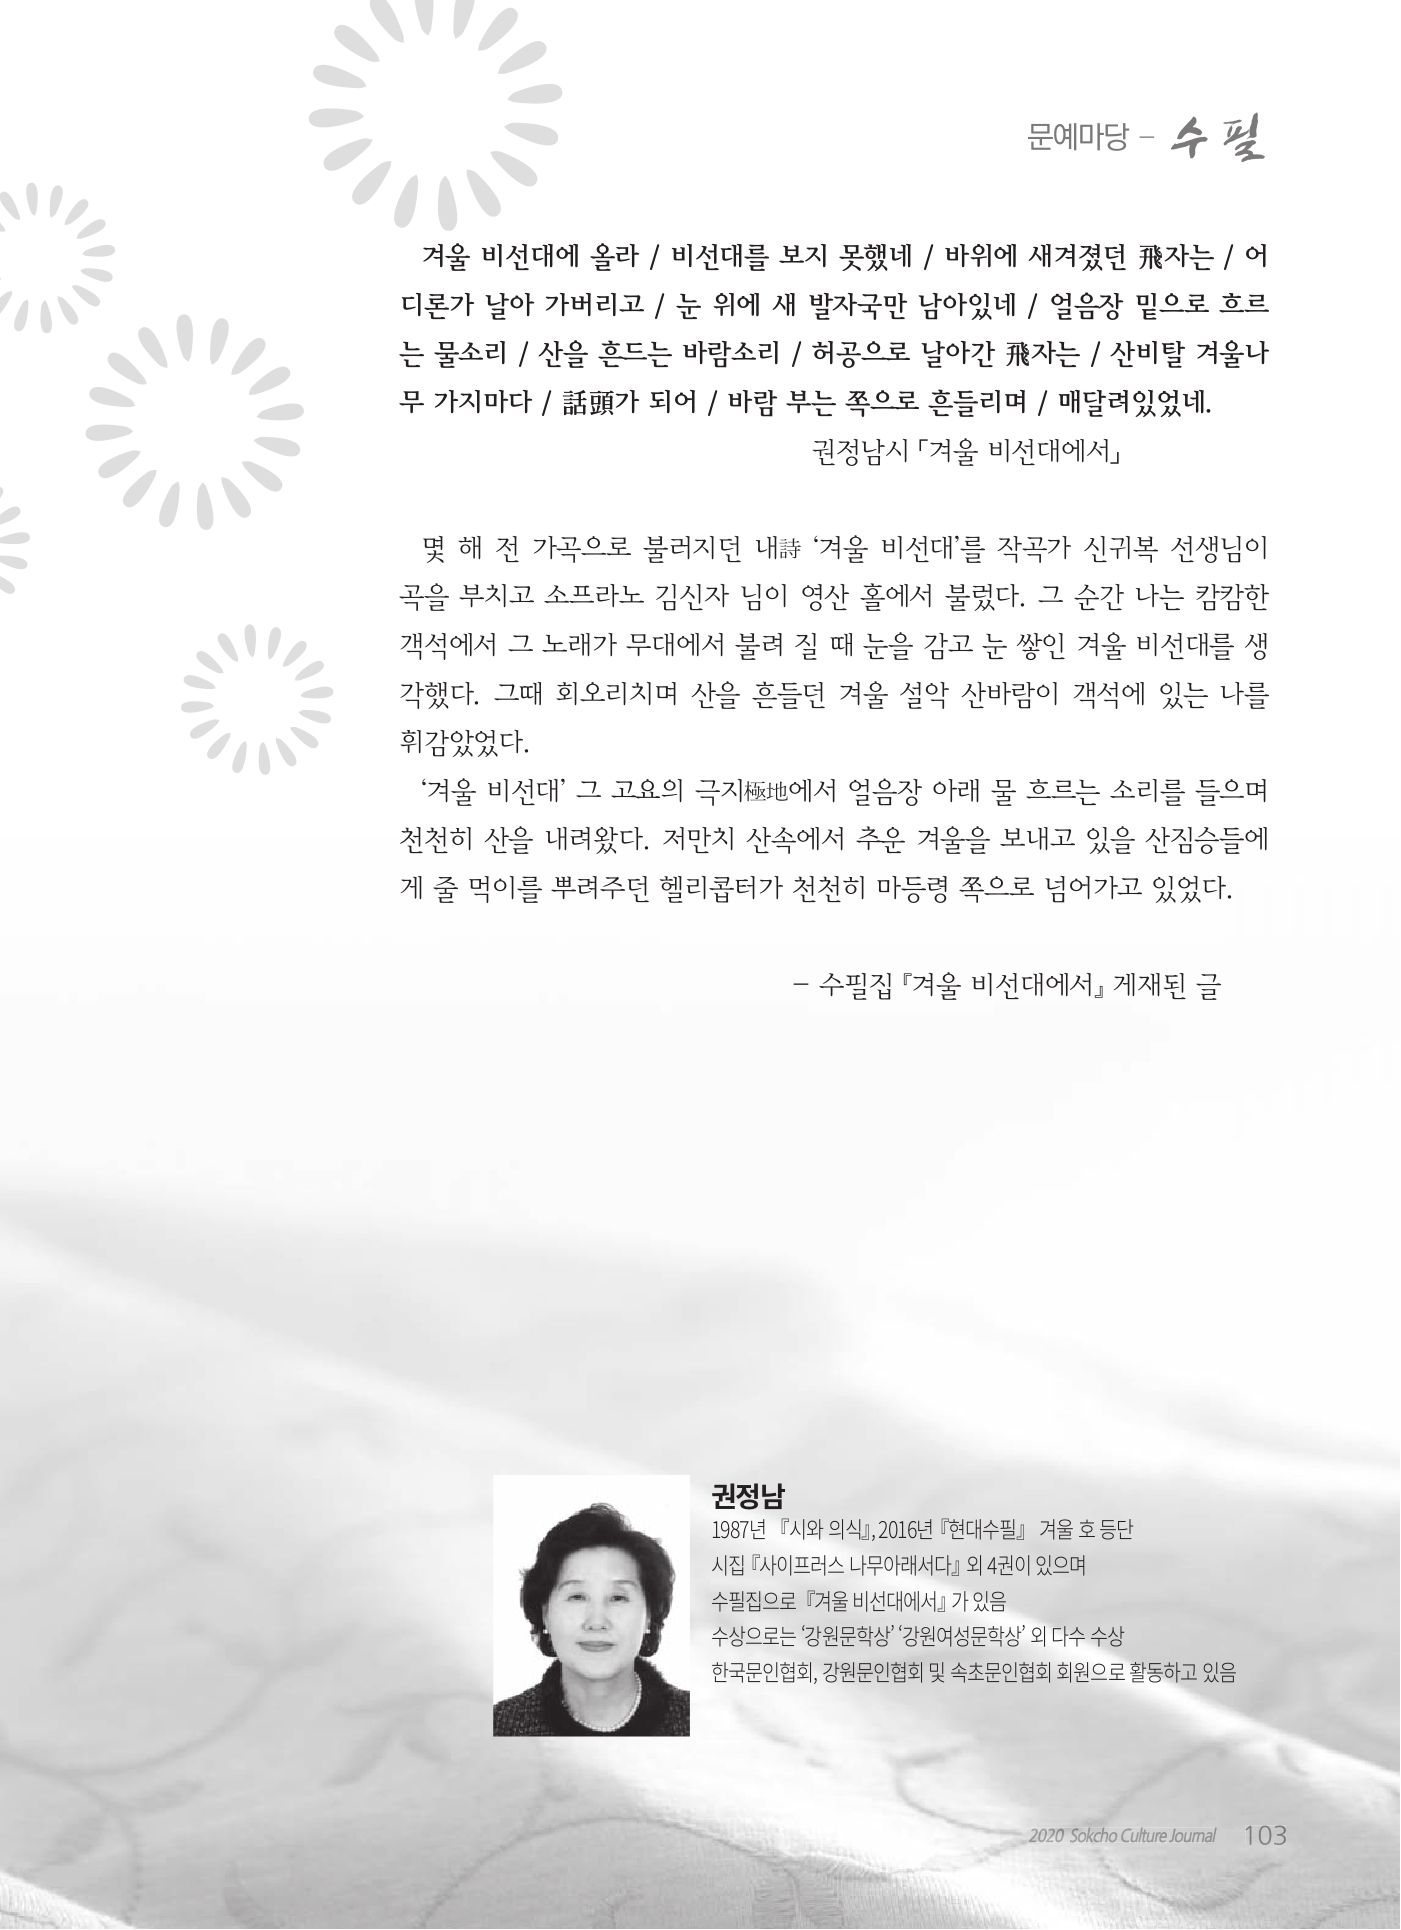 문예마당 - 수필
겨울 비선대에 올라 / 비선대를 보지 못했네 / 바위에 새겨졌던 飛자는 / 어
디론가 날아 가버리고 / 눈 위에 새 발자국만 남아있네 / 얼음장 밑으로 흐르
는 물소리 / 산을 흔드는 바람소리 / 허공으로 날아간 飛자는 / 산비탈 겨울나
무 가지마다 / 話頭가 되어 / 바람 부는 쪽으로 흔들리며 / 매달려있었네.
권정남시 「겨울 비선대에서」
몇 해 전 가곡으로 불러지던 내詩 ‘겨울 비선대’를 작곡가 신귀복 선생님이
곡을 부치고 소프라노 김신자 님이 영산 홀에서 불렀다. 그 순간 나는 캄캄한
객석에서 그 노래가 무대에서 불려 질 때 눈을 감고 눈 쌓인 겨울 비선대를 생
각했다. 그때 회오리치며 산을 흔들던 겨울 설악 산바람이 객석에 있는 나를
휘감았었다.
‘겨울 비선대’ 그 고요의 극지極地에서 얼음장 아래 물 흐르는 소리를 들으며
천천히 산을 내려왔다. 저만치 산속에서 추운 겨울을 보내고 있을 산짐승들에
게 줄 먹이를 뿌려주던 헬리콥터가 천천히 마등령 쪽으로 넘어가고 있었다.
- 수필집 『겨울 비선대에서』 게재된 글
권정남
1987년 『시와 의식』, 2016년 『현대수필』 겨울 호 등단
시집 『사이프러스 나무아래서다』 외 4권이 있으며
수필집으로 『겨울 비선대에서』가 있음
수상으로는 ‘강원문학상’ ‘강원여성문학상’ 외 다수 수상
한국문인협회, 강원문인협회 및 속초문인협회 회원으로 활동하고 있음
2020 Sokcho Culture Journal 103